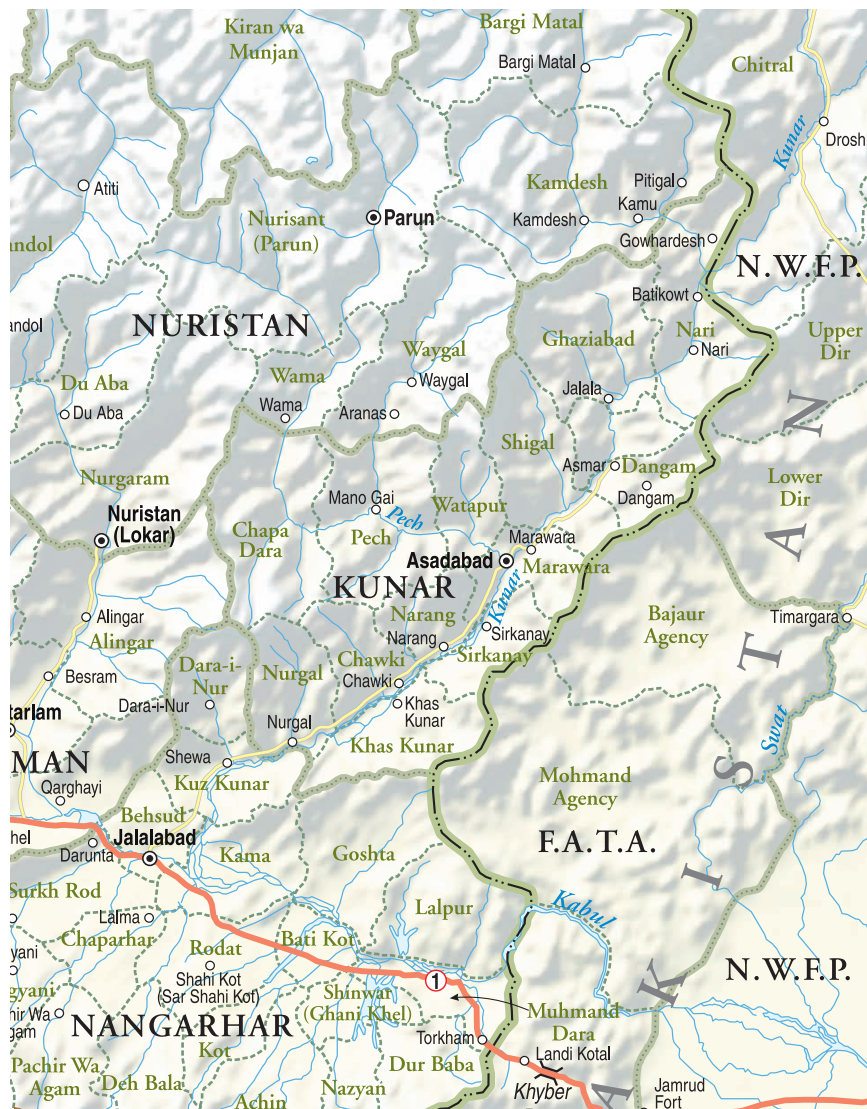 Kiran wa
Munjan
Bargi Matal
Bargi Matal
Chitral
Drosh
Kunar
Atiti
Nurisant
(Parun)
Parun
Kamdesh
Pitigal
Kamu
Kamdesh
Gowhardesh
N.W.F.P.
andol
andol
NURISTAN
Batikowt
Ghaziabad
Nari
Nari
Upper
Dir
Du Aba
Du Aba
Wama
Wama
Waygal
Waygal
Aranas
Jalala
Nurgaram
Shigal
Asmar
Dangam
Dangam
Lower
Dir
Nuristan
(Lokar)
Chapa
Dara
Mano Gai
Pech
Pech
Watapur
Marawara
Marawara
Asadabad
KUNAR
Kunar
Narang
Narang
Sirkanay
Sirkanay
Bajaur
Agency
Timargara
Alingar
Alingar
Besram
Dara-i-
Nur
Dara-i-Nur
Nurgal
Nurgal
Chawki
Chawki
Khas
Kunar
Khas Kunar
Swat
tarlam
MAN
Qarghayi
Shewa
Kuz Kunar
Mohmand
Agency
F.A.T.A.
PAKISTAN
hel
Behsud
Jalalabad
Darunta
Kama
Goshta
Lalpur
Kabul
Surkh Rod
Lalma
Chaparhar
yani
gyani
Rodat
Shahi Kot
(Sar Shahi Kot)
Bati Kot
1
N.W.F.P.
Shinwar
(Ghani Khel)
Muhmand
Dara
hir Wa
gam
NANGARHAR
Kot
Torkham
Landi Kotal
Dur Baba
Khyber
Pachir Wa
Agam
Deh Bala
Achin
Nazyan
Jamrud
Fort